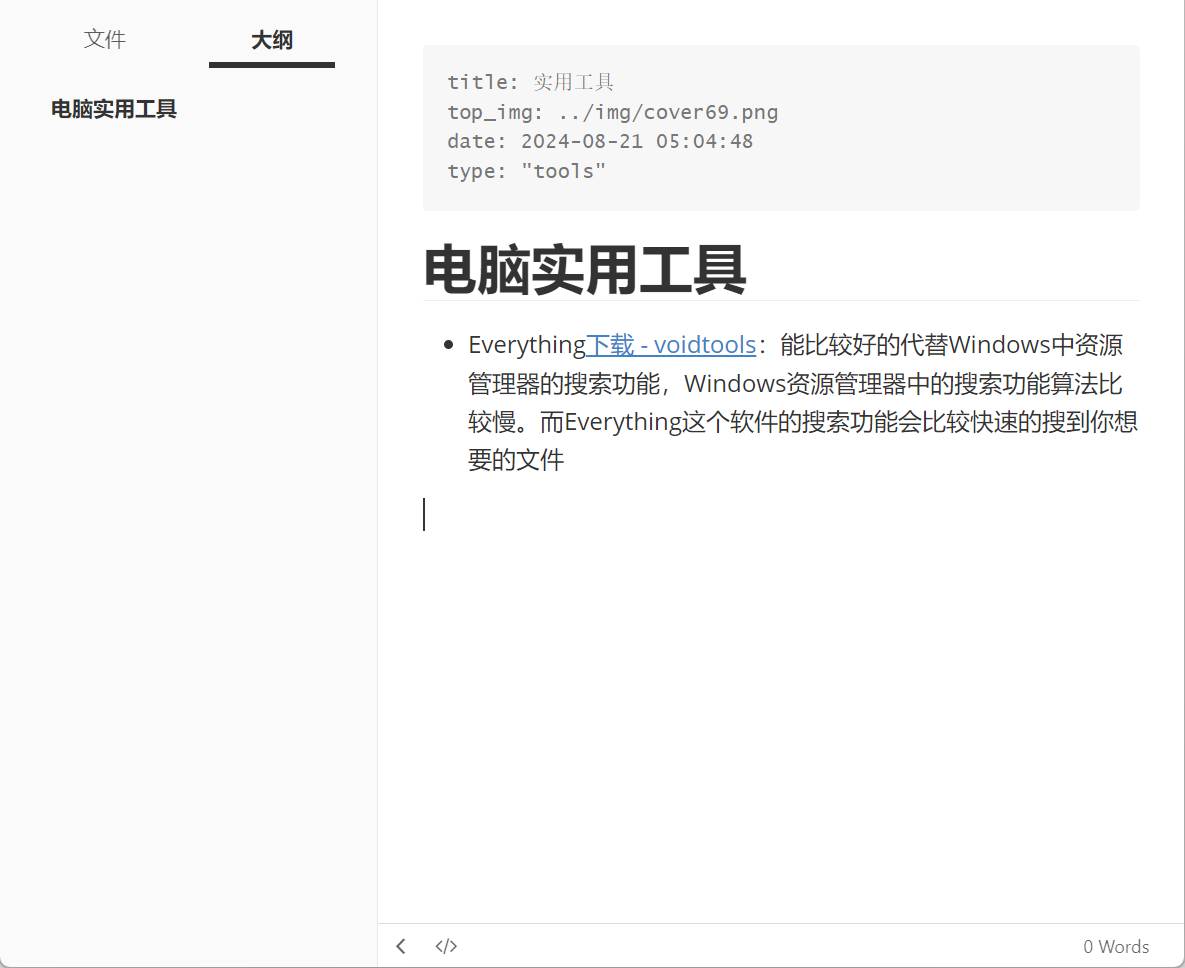 文件 大纲
电脑实用工具
title: 实用工具
top_img: ../img/cover69.png
date: 2024-08-21 05:04:48
type: "tools"
电脑实用工具
Everything下载 - voidtools：能比较好的代替Windows中资源
管理器的搜索功能，Windows资源管理器中的搜索功能算法比
较慢。而Everything这个软件的搜索功能会比较快速的搜到你想
要的文件
</> 0 Words